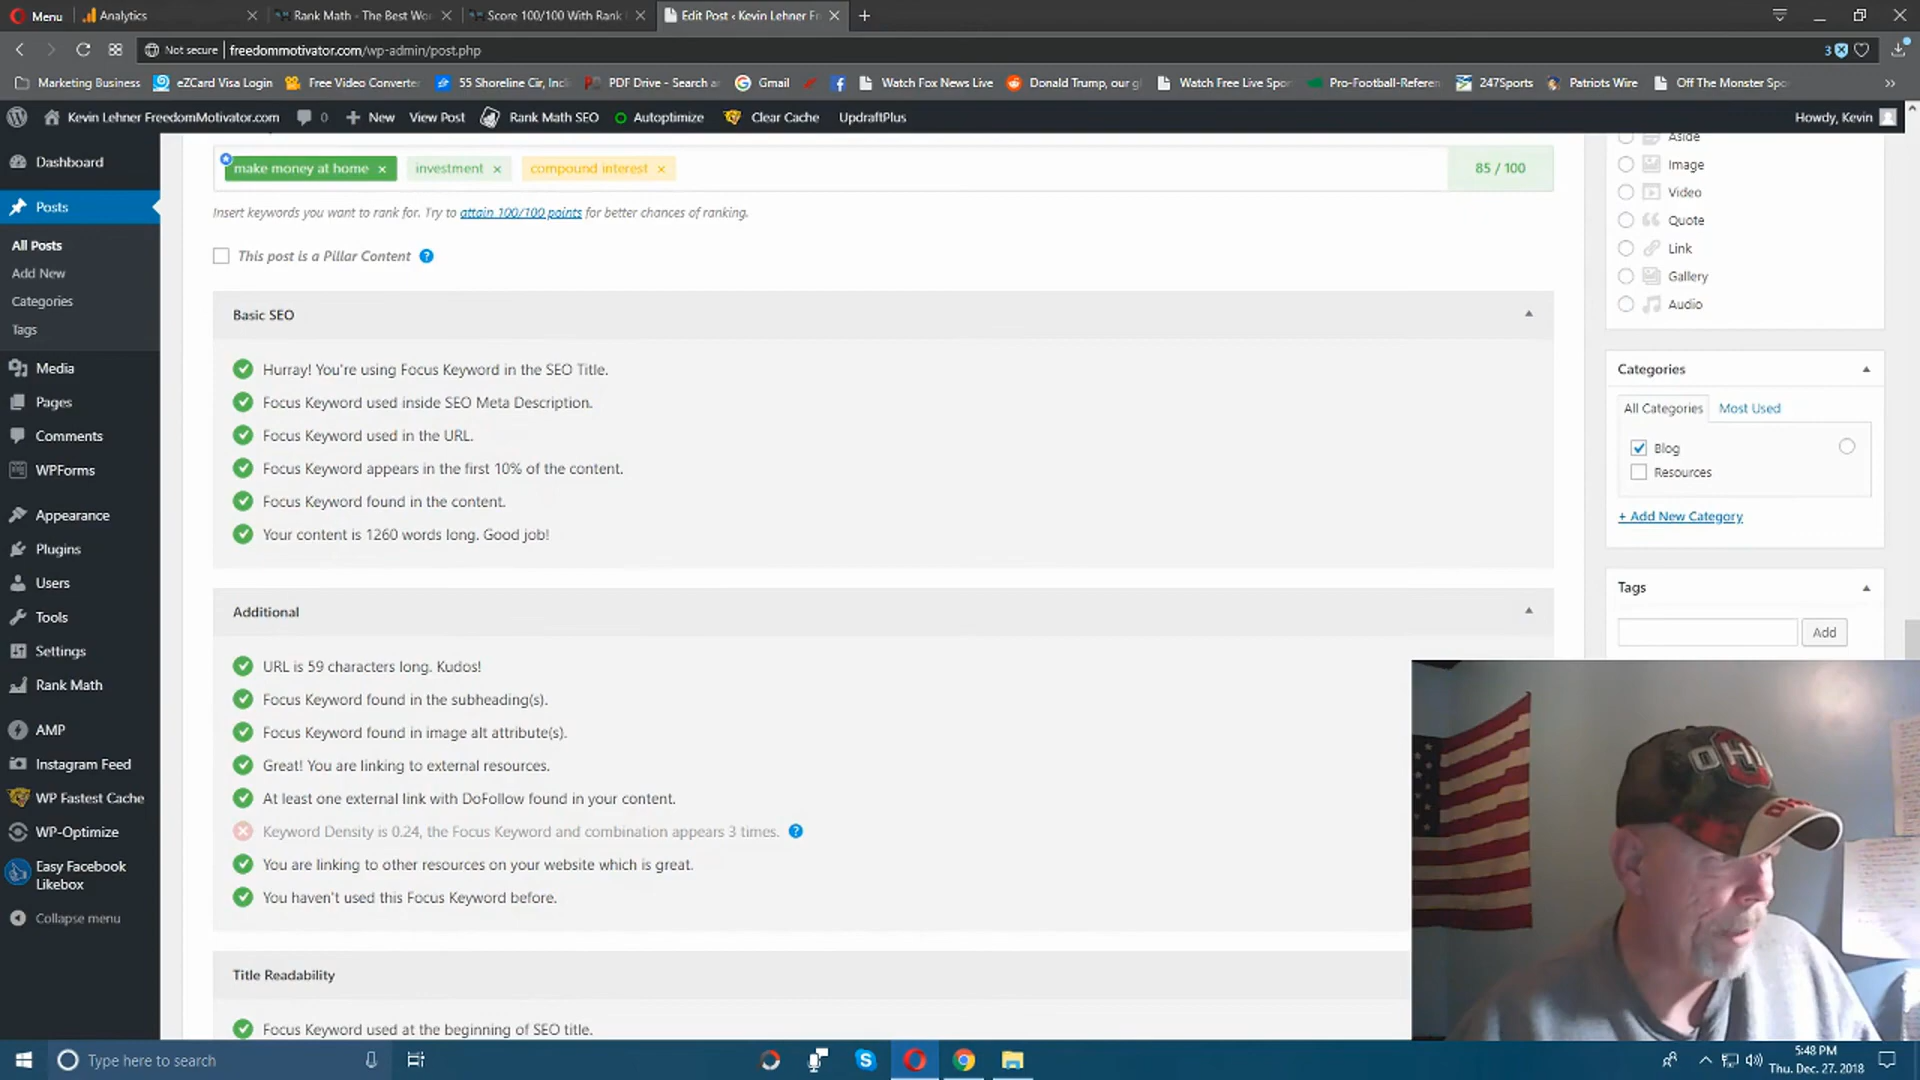 Menu
Analytics
Rank Math - The Best Wor
Score 100/100 With Rank
Edit Post ‹ Kevin Lehner Fr
Not secure
freedommotivator.com/wp-admin/post.php
3
Marketing Business
eZCard Visa Login
Free Video Converter
55 Shoreline Cir, Incli
PDF Drive - Search a
Gmail
Watch Fox News Live
Donald Trump, our gl
Watch Free Live Spor
Pro-Football-Referen
247Sports
Patriots Wire
Off The Monster Spo
Kevin Lehner FreedomMotivator.com
0
New
View Post
Rank Math SEO
Autoptimize
Clear Cache
UpdraftPlus
Howdy, Kevin
Dashboard
Posts
All Posts
Add New
Categories
Tags
Media
Pages
Comments
WPForms
Appearance
Plugins
Users
Tools
Settings
Rank Math
AMP
Instagram Feed
WP Fastest Cache
WP-Optimize
Easy Facebook
Likebox
Collapse menu
make money at home ×
investment ×
compound interest ×
85 / 100
Insert keywords you want to rank for. Try to attain 100/100 points for better chances of ranking.
This post is a Pillar Content
Basic SEO
Hurray! You're using Focus Keyword in the SEO Title.
Focus Keyword used inside SEO Meta Description.
Focus Keyword used in the URL.
Focus Keyword appears in the first 10% of the content.
Focus Keyword found in the content.
Your content is 1260 words long. Good job!
Additional
URL is 59 characters long. Kudos!
Focus Keyword found in the subheading(s).
Focus Keyword found in image alt attribute(s).
Great! You are linking to external resources.
At least one external link with DoFollow found in your content.
Keyword Density is 0.24, the Focus Keyword and combination appears 3 times.
You are linking to other resources on your website which is great.
You haven't used this Focus Keyword before.
Title Readability
Focus Keyword used at the beginning of SEO title.
Aside
Image
Video
Quote
Link
Gallery
Audio
Categories
All Categories
Most Used
Blog
Resources
+ Add New Category
Tags
Add
Type here to search
5:48 PM
Thu. Dec. 27. 2018